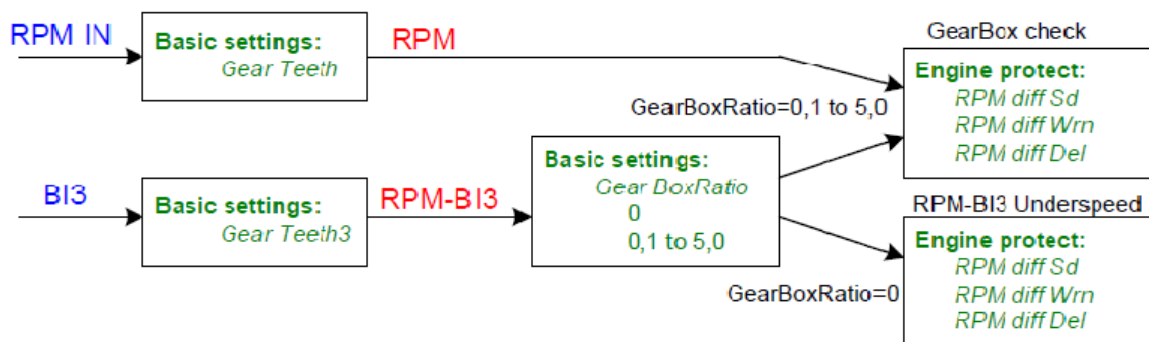 RPM IN
Basic settings:
Gear Teeth
RPM
GearBox check
Engine protect:
RPM diff Sd
RPM diff Wrn
RPM diff Del
GearBoxRatio=0,1 to 5,0
BI3
Basic settings:
Gear Teeth3
RPM-BI3
Basic settings:
Gear BoxRatio
0
0,1 to 5,0
RPM-BI3 Underspeed
Engine protect:
RPM diff Sd
RPM diff Wrn
RPM diff Del
GearBoxRatio=0